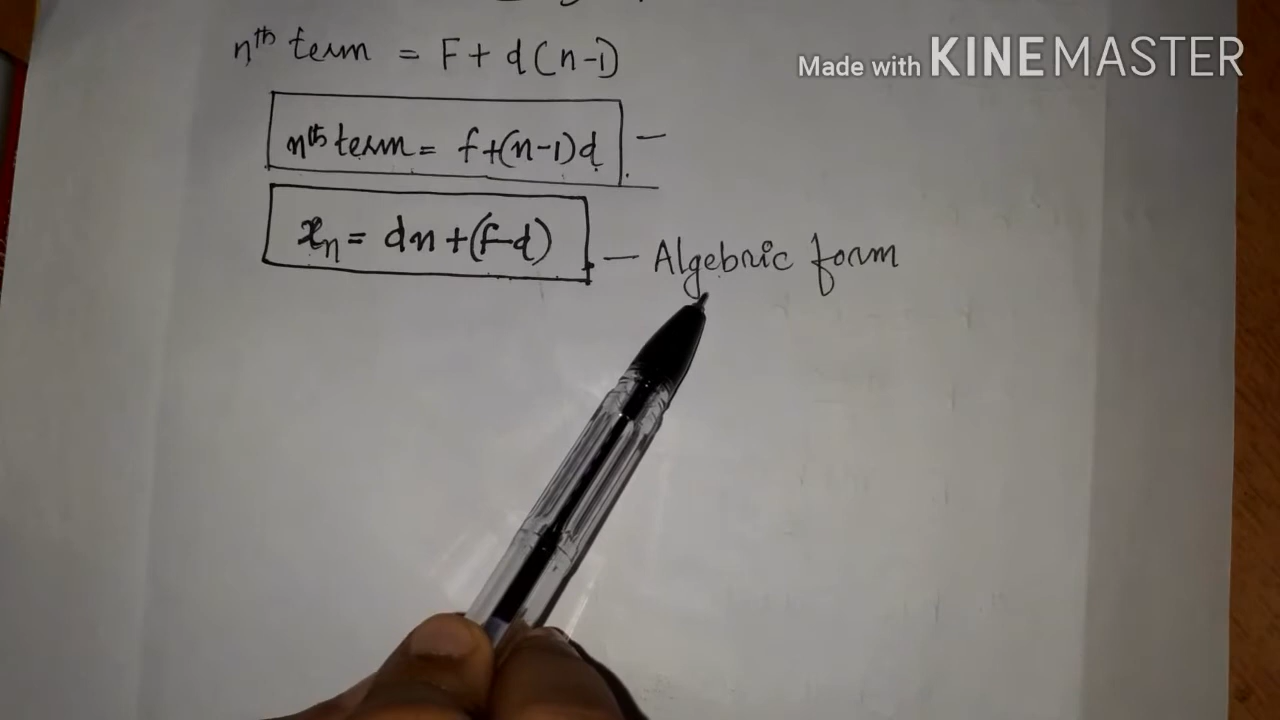 nth term = F + d(n-1)
Made with KINEMASTER
nth term = f+(n-1)d. —
xn = dn+(f-d) — Algebric form